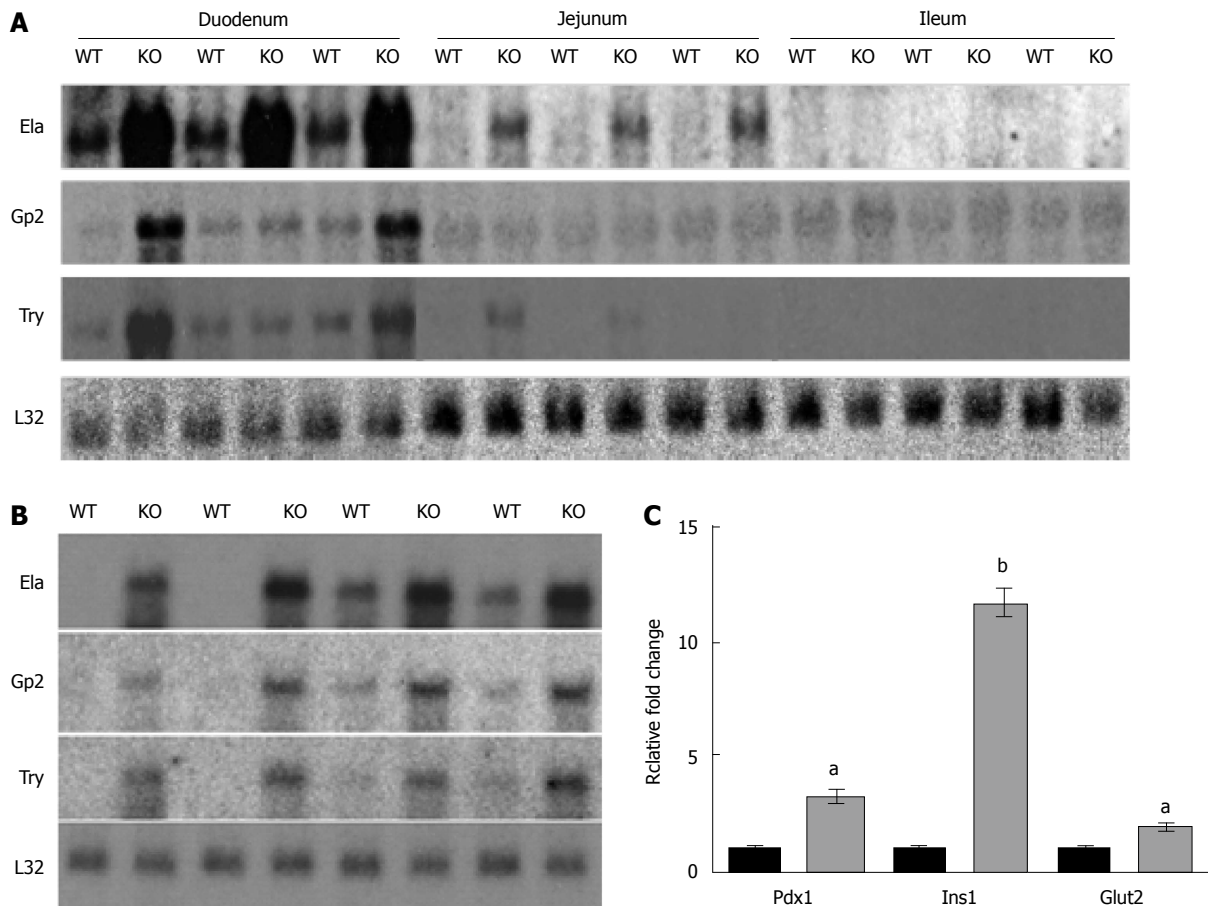 A
Duodenum Jejunum Ileum
WT KO WT KO WT KO WT KO WT KO WT KO WT KO WT KO WT KO
Ela
Gp2
Try
L32
B
WT KO WT KO WT KO WT KO
Ela
Gp2
Try
L32
C
15
10
5
0
Rclative fold change
a
b
a
Pdx1 Ins1 Glut2